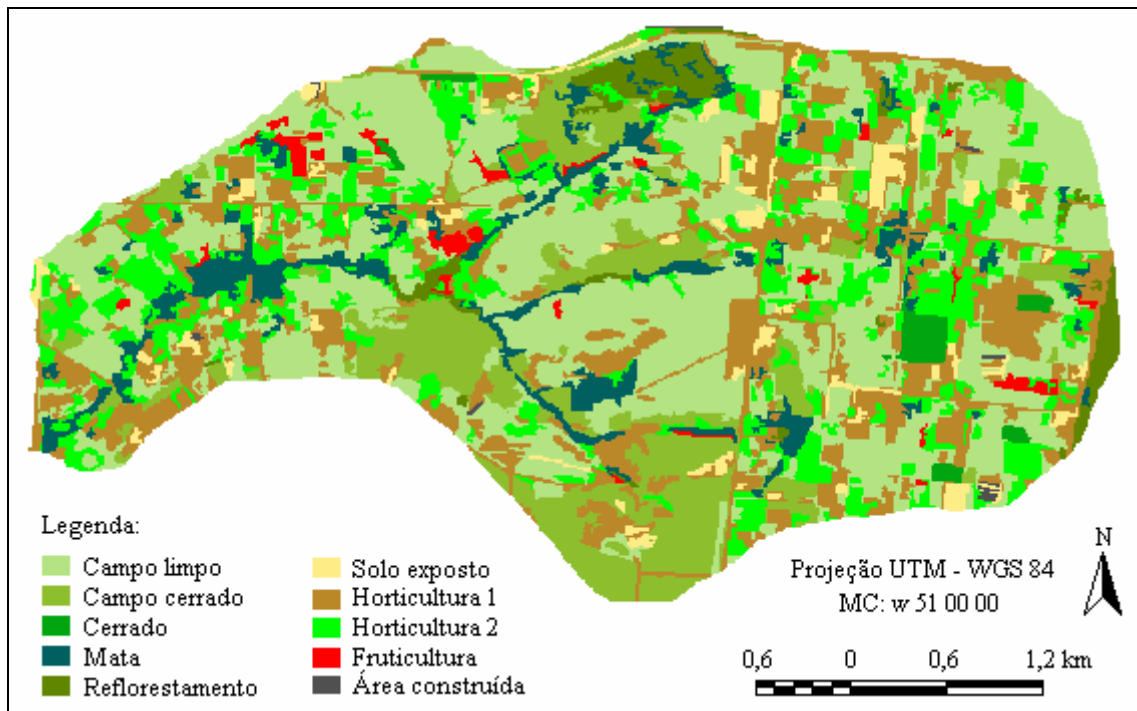 Legenda:
Campo limpo
Campo cerrado
Cerrado
Mata
Reflorestamento
Solo exposto
Horticultura 1
Horticultura 2
Fruticultura
Área construída
Projeção UTM - WGS 84
MC: w 51 00 00
N
0,6 0 0,6 1,2 km